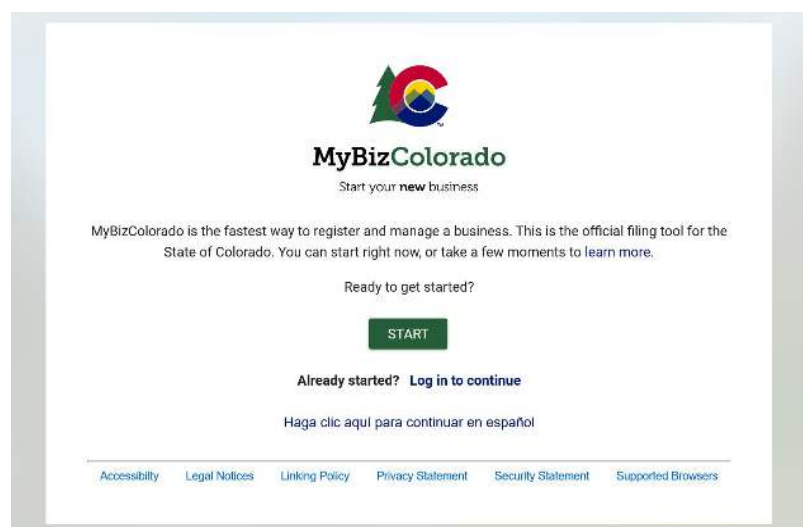 MyBizColorado
Start your new business
MyBizColorado is the fastest way to register and manage a business. This is the official filing tool for the
State of Colorado. You can start right now, or take a few moments to learn more.
Ready to get started?
START
Already started? Log in to continue
Haga clic aquí para continuar en español
Accessibilty Legal Notices Linking Policy Privacy Statement Security Statement Supported Browsers